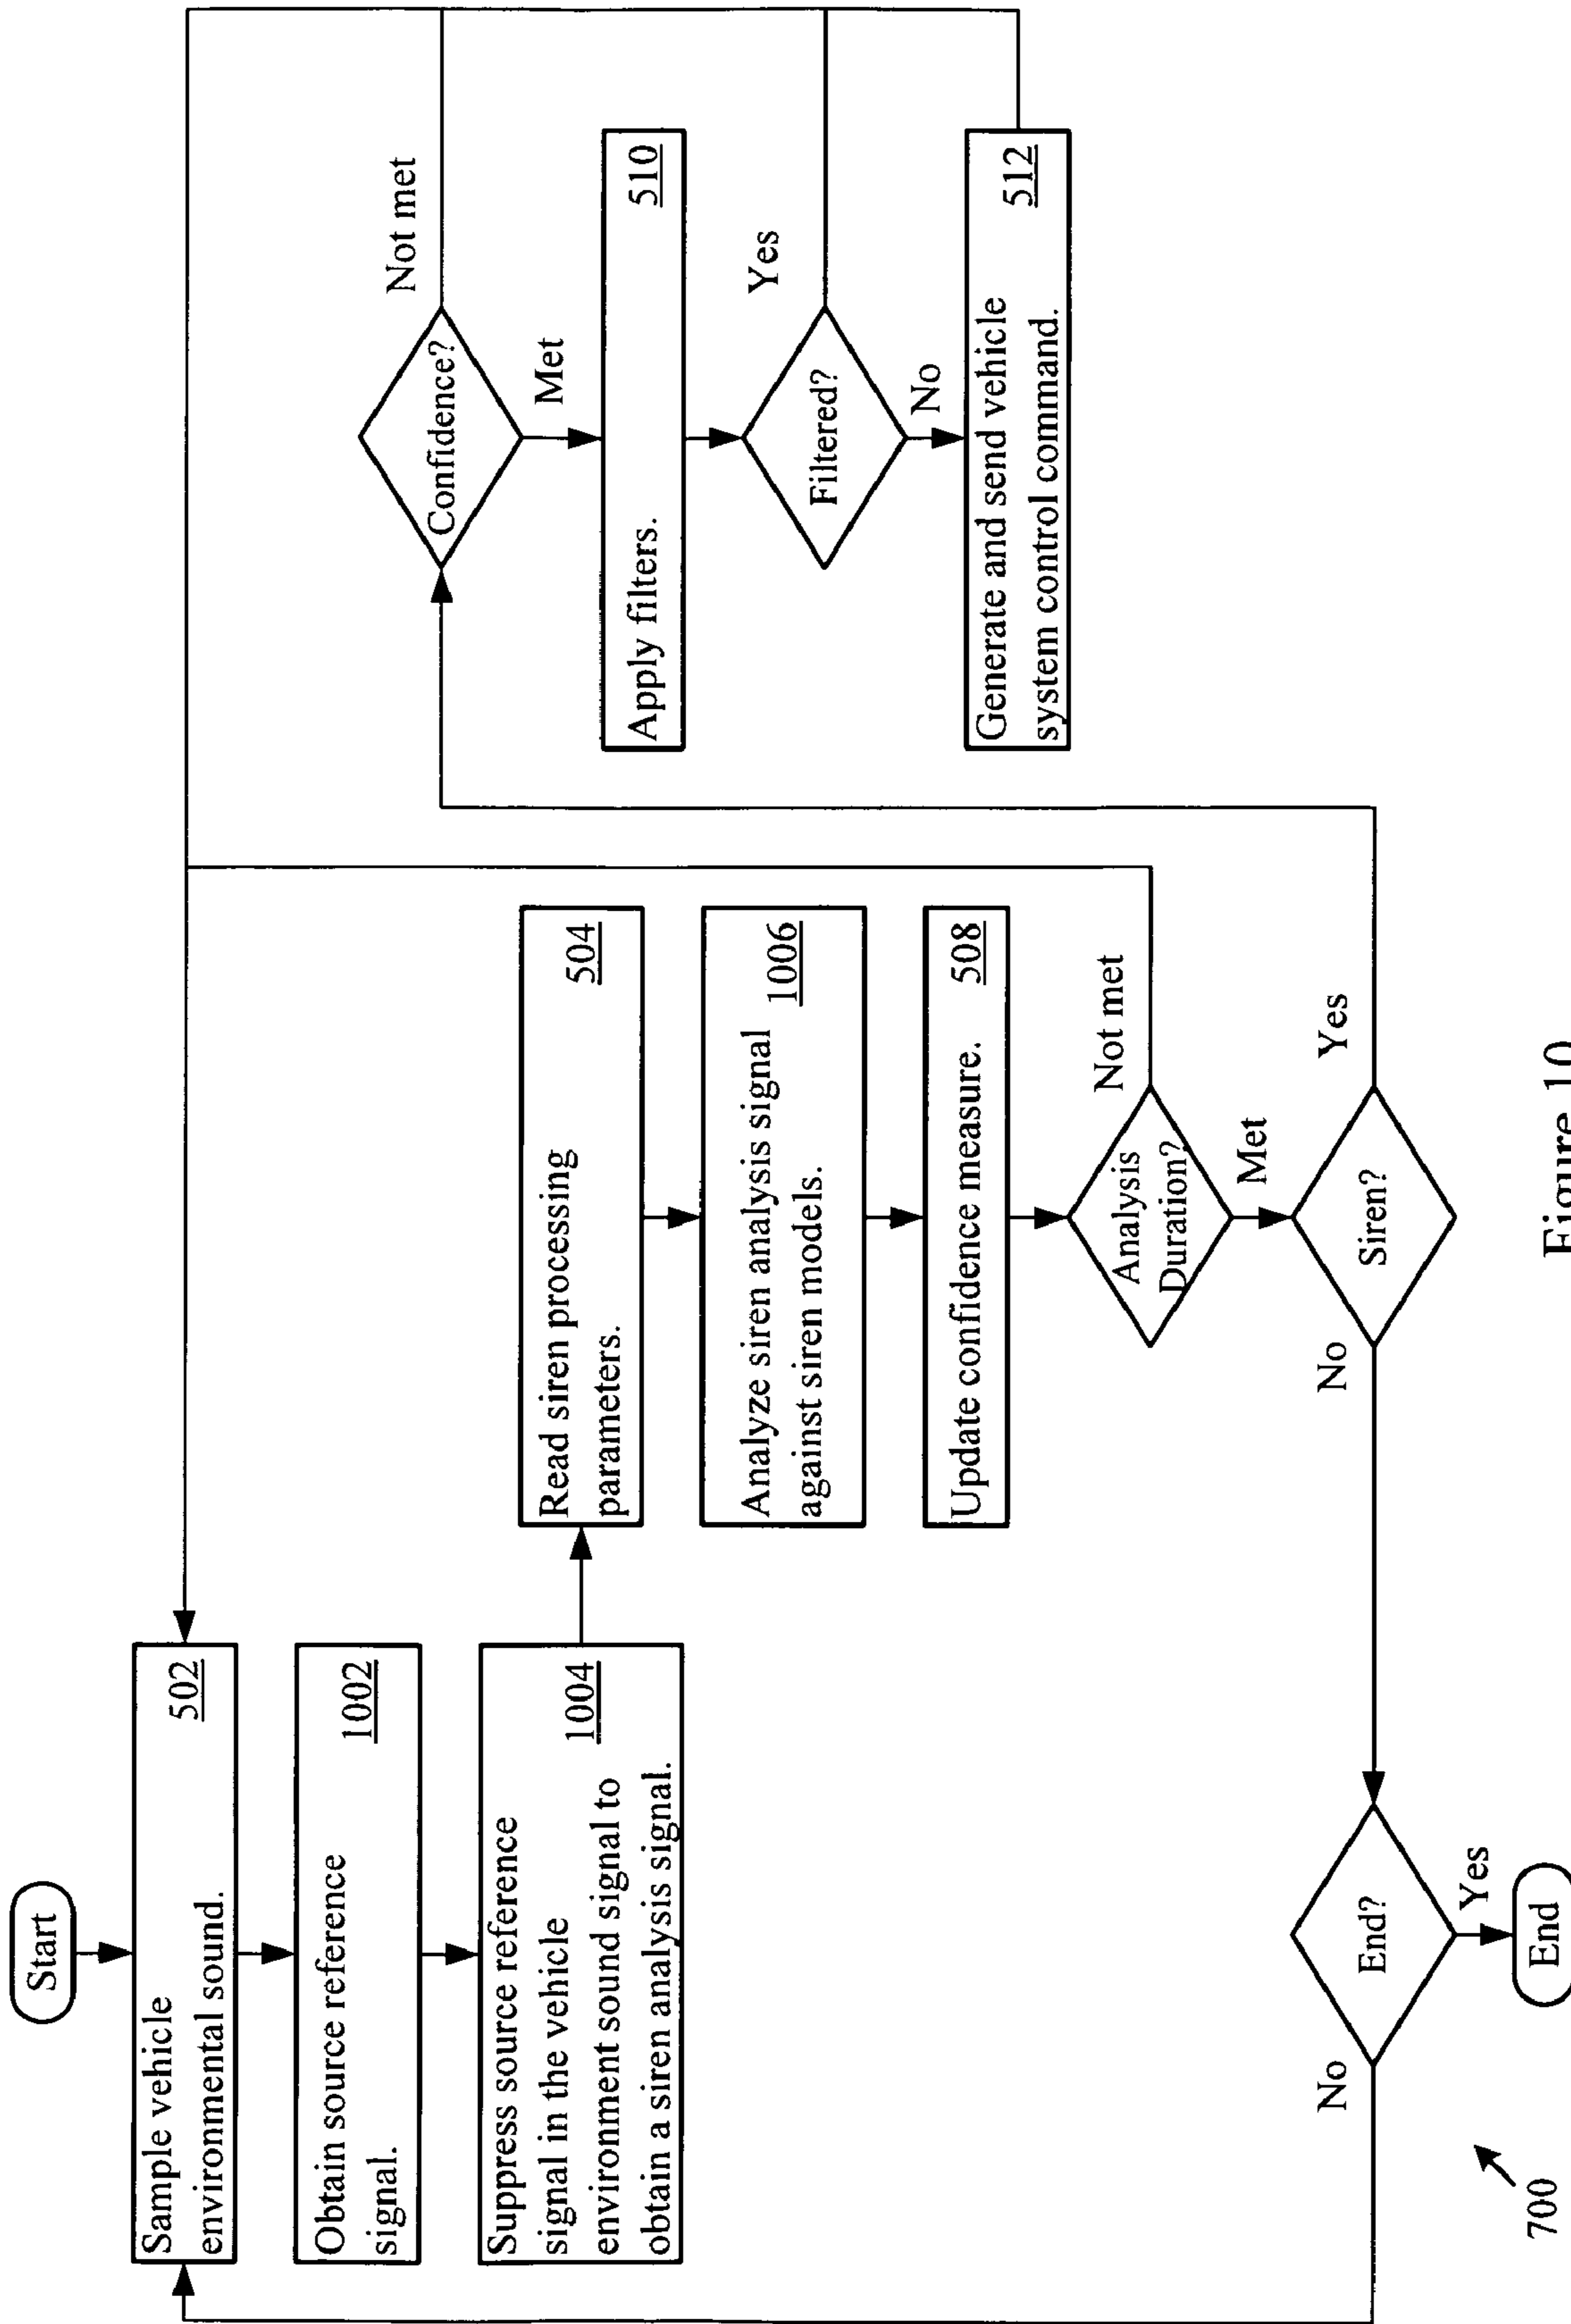 Start
Sample vehicle
environmental sound. 502
Obtain source reference
signal. 1002
Suppress source reference
signal in the vehicle 1004
environment sound signal to
obtain a siren analysis signal.
Read siren processing
parameters. 504
Analyze siren analysis signal
against siren models. 1006
Update confidence measure. 508
Analysis
Duration?
Not met
Met
Siren?
No
Yes
Confidence?
Not met
Met
Apply filters. 510
Filtered?
Yes
No
Generate and send vehicle
system control command. 512
End?
No
Yes
End
700
Figure 10